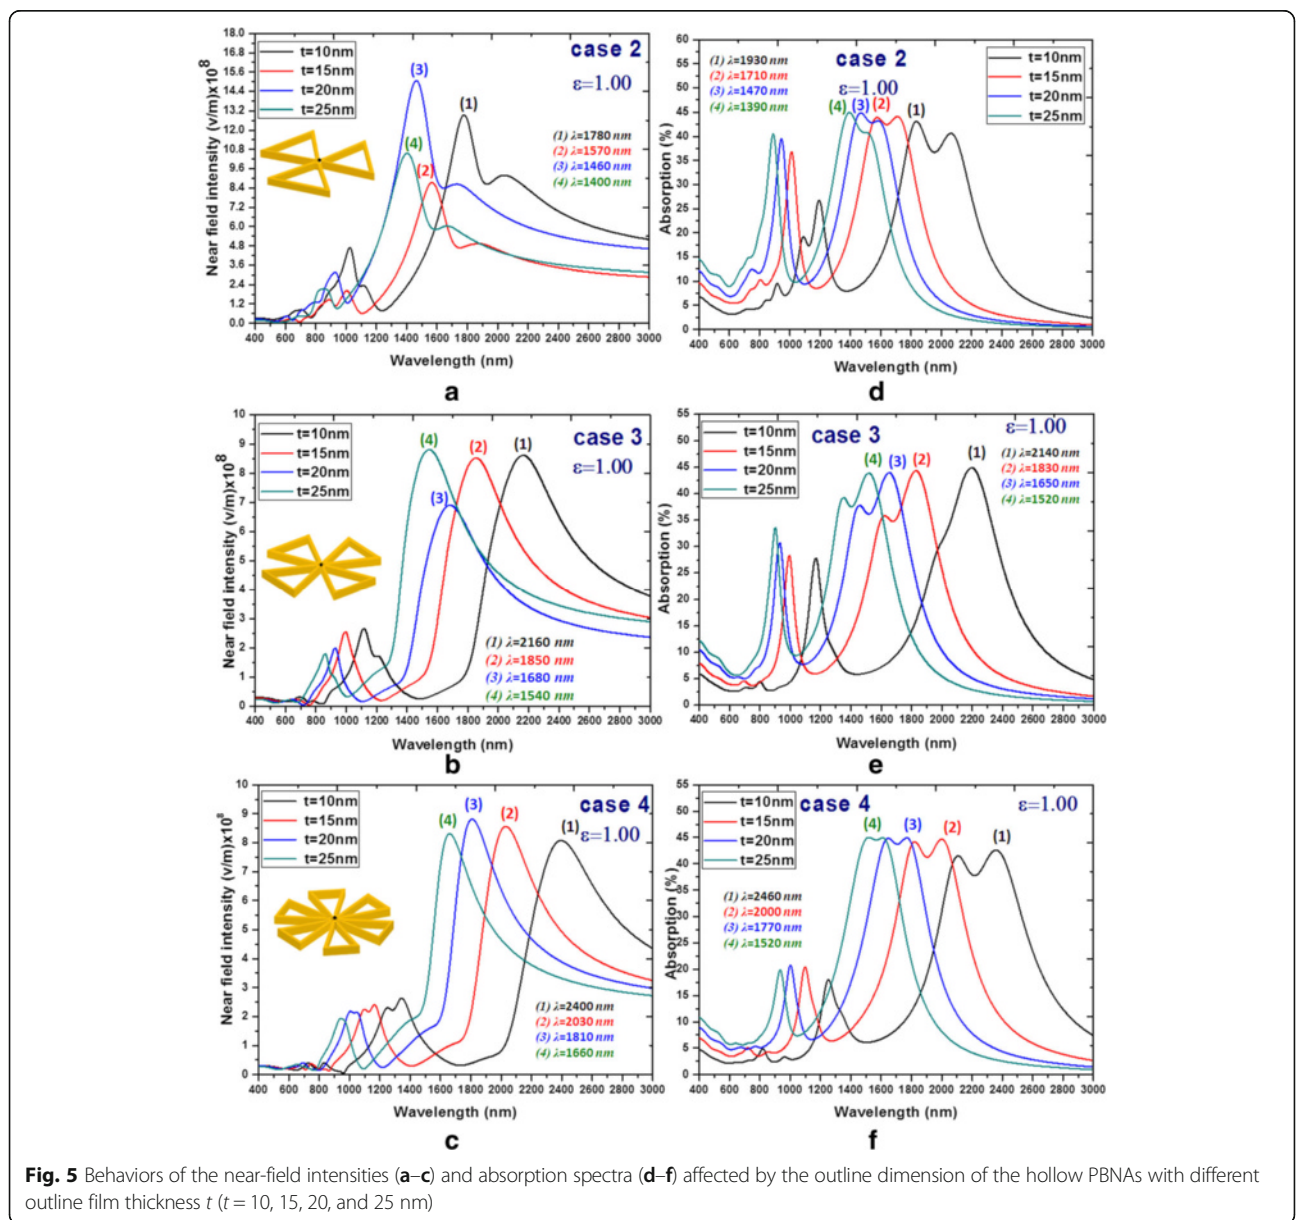 18.0
16.8
15.6
14.4
13.2
12.0
10.8
9.6
8.4
7.2
6.0
4.8
3.6
2.4
1.2
0.0
Near field intensity (v/m)x10⁸
t=10nm
t=15nm
t=20nm
t=25nm
case 2
ε=1.00
(3)
(1)
(4)
(2)
(1) λ=1780 nm
(2) λ=1570 nm
(3) λ=1460 nm
(4) λ=1400nm
400 600 800 1000 1200 1400 1600 1800 2000 2200 2400 2600 2800 3000
Wavelength (nm)
a
60
55
50
45
40
35
30
25
20
15
10
5
0
Absorption (%)
(1) λ=1930 nm
(2) λ=1710 nm
(3) λ=1470 nm
(4) λ=1390 nm
case 2
ε=1.00
t=10nm
t=15nm
t=20nm
t=25nm
(4) (3) (2) (1)
400 600 800 1000 1200 1400 1600 1800 2000 2200 2400 2600 2800 3000
Wavelength (nm)
d
10
9
8
7
6
5
4
3
2
1
0
Near field intensity (v/m)x10⁸
t=10nm
t=15nm
t=20nm
t=25nm
case 3
ε=1.00
(4)
(2)
(1)
(3)
(1) λ=2160 nm
(2) λ=1850 nm
(3) λ=1680 nm
(4) λ=1540 nm
400 600 800 1000 1200 1400 1600 1800 2000 2200 2400 2600 2800 3000
Wavelength (nm)
b
55
50
45
40
35
30
25
20
15
10
5
0
Absorption (%)
t=10nm
t=15nm
t=20nm
t=25nm
case 3
ε=1.00
(1) λ=2140 nm
(2) λ=1830 nm
(3) λ=1650 nm
(4) λ=1520 nm
(4) (3) (2) (1)
400 600 800 1000 1200 1400 1600 1800 2000 2200 2400 2600 2800 3000
Wavelength (nm)
e
10
9
8
7
6
5
4
3
2
1
0
Near field intensity (v/m)x10⁸
t=10nm
t=15nm
t=20nm
t=25nm
case 4
ε=1.00
(4)
(3)
(2)
(1)
(1) λ=2400 nm
(2) λ=2030 nm
(3) λ=1810 nm
(4) λ=1660 nm
400 600 800 1000 1200 1400 1600 1800 2000 2200 2400 2600 2800 3000
Wavelength (nm)
c
55
50
45
40
35
30
25
20
15
10
5
0
Absorption (%)
t=10nm
t=15nm
t=20nm
t=25nm
case 4
ε=1.00
(4) (3) (2) (1)
(1) λ=2460 nm
(2) λ=2000 nm
(3) λ=1770 nm
(4) λ=1520 nm
400 600 800 1000 1200 1400 1600 1800 2000 2200 2400 2600 2800 3000
Wavelength (nm)
f
Fig. 5 Behaviors of the near-field intensities (a–c) and absorption spectra (d–f) affected by the outline dimension of the hollow PBNAs with different
outline film thickness t (t = 10, 15, 20, and 25 nm)